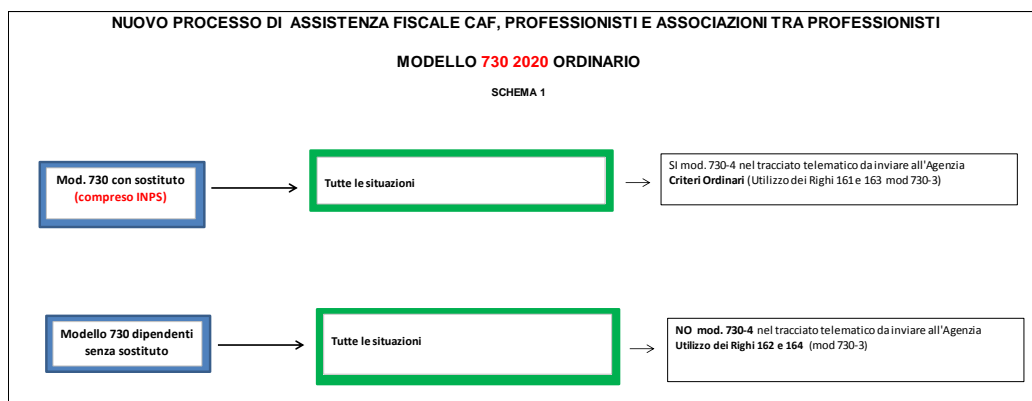 NUOVO PROCESSO DI ASSISTENZA FISCALE CAF, PROFESSIONISTI E ASSOCIAZIONI TRA PROFESSIONISTI
MODELLO 730 2020 ORDINARIO
SCHEMA 1
Mod. 730 con sostituto
(compreso INPS)
Tutte le situazioni
SI mod. 730-4 nel tracciato telematico da inviare all'Agenzia
Criteri Ordinari (Utilizzo dei Righi 161 e 163 mod 730-3)
Modello 730 dipendenti
senza sostituto
Tutte le situazioni
NO mod. 730-4 nel tracciato telematico da inviare all'Agenzia
Utilizzo dei Righi 162 e 164 (mod 730-3)